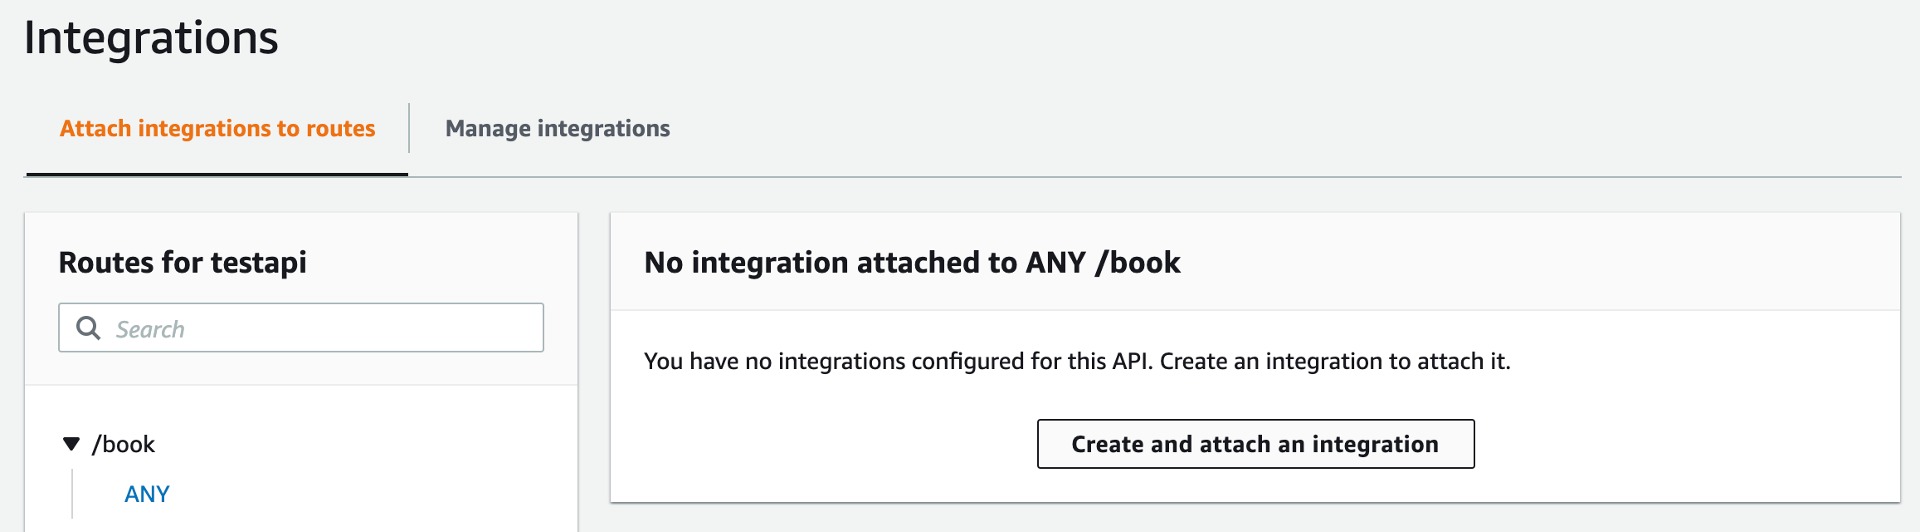 Integrations
Attach integrations to routes
Manage integrations
Routes for testapi
Search
/book
ANY
No integration attached to ANY /book
You have no integrations configured for this API. Create an integration to attach it.
Create and attach an integration